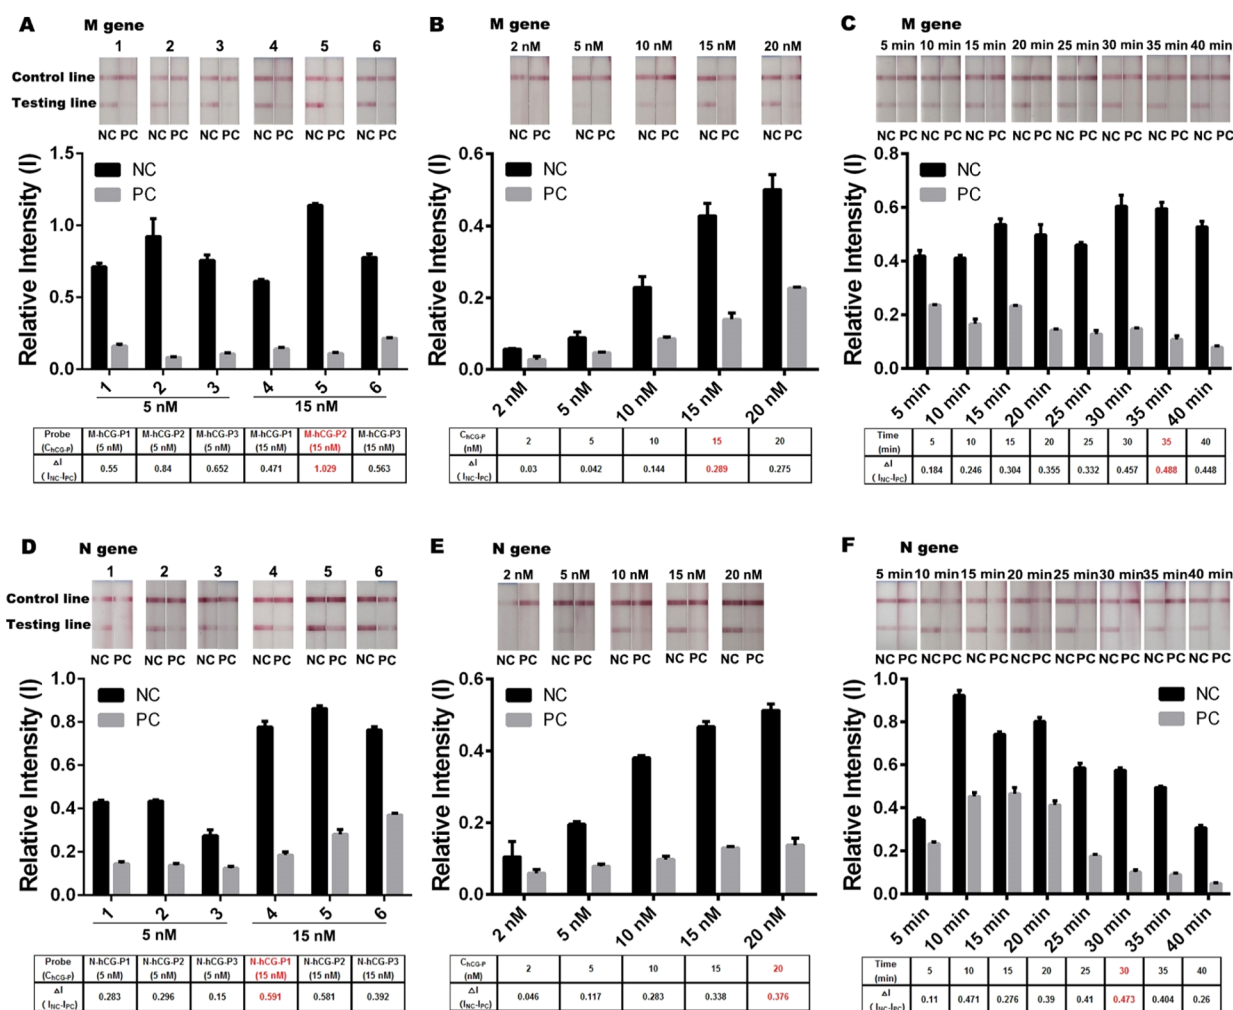 A M gene
1 2 3 4 5 6
Control line
Testing line
NC PC NC PC NC PC NC PC NC PC NC PC
Relative Intensity (I)
1.5
1.0
0.5
0.0
NC
PC
1 2 3 4 5 6
5 nM 15 nM
Probe (ChCG-P) M-hCG-P1 (5 nM) M-hCG-P2 (5 nM) M-hCG-P3 (5 nM) M-hCG-P1 (15 nM) M-hCG-P2 (15 nM) M-hCG-P3 (15 nM)
ΔI (INC-IPC) 0.55 0.84 0.652 0.471 1.029 0.563
B M gene
2 nM 5 nM 10 nM 15 nM 20 nM
NC PC NC PC NC PC NC PC NC PC
Relative Intensity (I)
0.6
0.4
0.2
0.0
NC
PC
2 nM 5 nM 10 nM 15 nM 20 nM
ChCG-P (nM) 2 5 10 15 20
ΔI (INC-IPC) 0.03 0.042 0.144 0.289 0.275
C M gene
5 min 10 min 15 min 20 min 25 min 30 min 35 min 40 min
NC PC NC PC NC PC NC PC NC PC NC PC NC PC NC PC
Relative Intensity (I)
0.8
0.6
0.4
0.2
0.0
NC
PC
5 min 10 min 15 min 20 min 25 min 30 min 35 min 40 min
Time (min) 5 10 15 20 25 30 35 40
ΔI (INC-IPC) 0.184 0.246 0.304 0.355 0.332 0.457 0.488 0.448
D N gene
1 2 3 4 5 6
Control line
Testing line
NC PC NC PC NC PC NC PC NC PC NC PC
Relative Intensity (I)
1.0
0.8
0.6
0.4
0.2
0.0
NC
PC
1 2 3 4 5 6
5 nM 15 nM
Probe (ChCG-P) N-hCG-P1 (5 nM) N-hCG-P2 (5 nM) N-hCG-P3 (5 nM) N-hCG-P1 (15 nM) N-hCG-P2 (15 nM) N-hCG-P3 (15 nM)
ΔI (INC-IPC) 0.283 0.296 0.15 0.591 0.581 0.392
E N gene
2 nM 5 nM 10 nM 15 nM 20 nM
NC PC NC PC NC PC NC PC NC PC
Relative Intensity (I)
0.6
0.4
0.2
0.0
NC
PC
2 nM 5 nM 10 nM 15 nM 20 nM
ChCG-P (nM) 2 5 10 15 20
ΔI (INC-IPC) 0.046 0.117 0.283 0.338 0.376
F N gene
5 min 10 min 15 min 20 min 25 min 30 min 35 min 40 min
NC PC NC PC NC PC NC PC NC PC NC PC NC PC NC PC
Relative Intensity (I)
1.0
0.8
0.6
0.4
0.2
0.0
NC
PC
5 min 10 min 15 min 20 min 25 min 30 min 35 min 40 min
Time (min) 5 10 15 20 25 30 35 40
ΔI (INC-IPC) 0.11 0.471 0.276 0.39 0.41 0.473 0.404 0.26